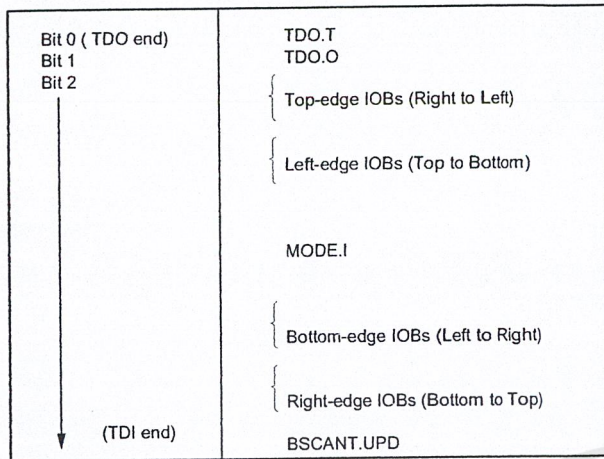 Bit 0 ( TDO end) TDO.T
Bit 1 TDO.O
Bit 2
Top-edge IOBs (Right to Left)
Left-edge IOBs (Top to Bottom)
MODE.I
Bottom-edge IOBs (Left to Right)
Right-edge IOBs (Bottom to Top)
(TDI end) BSCANT.UPD